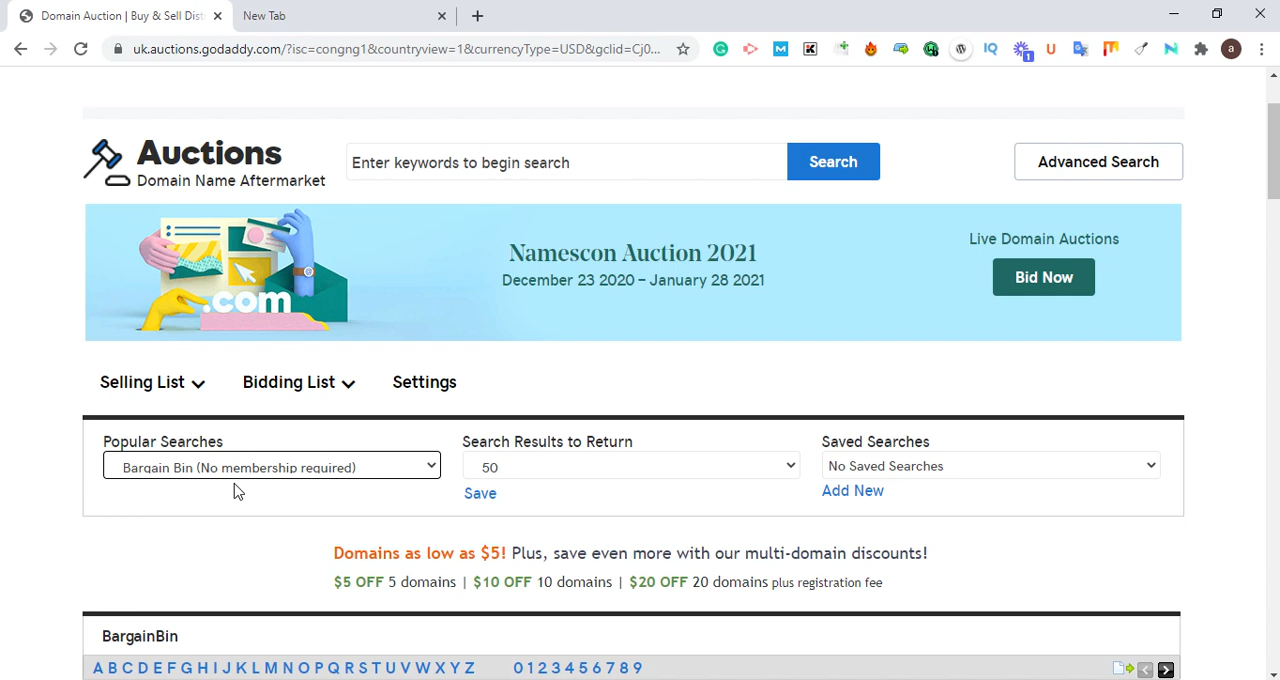 Domain Auction | Buy & Sell Dist
New Tab
uk.auctions.godaddy.com/?isc=congng1&countryview=1&currencyType=USD&gclid=Cj0...
Auctions
Domain Name Aftermarket
Enter keywords to begin search
Search
Advanced Search
.com
Namescon Auction 2021
December 23 2020 – January 28 2021
Live Domain Auctions
Bid Now
Selling List
Bidding List
Settings
Popular Searches
Bargain Bin (No membership required)
Search Results to Return
50
Save
Saved Searches
No Saved Searches
Add New
Domains as low as $5! Plus, save even more with our multi-domain discounts!
$5 OFF 5 domains | $10 OFF 10 domains | $20 OFF 20 domains plus registration fee
BargainBin
A B C D E F G H I J K L M N O P Q R S T U V W X Y Z 0 1 2 3 4 5 6 7 8 9